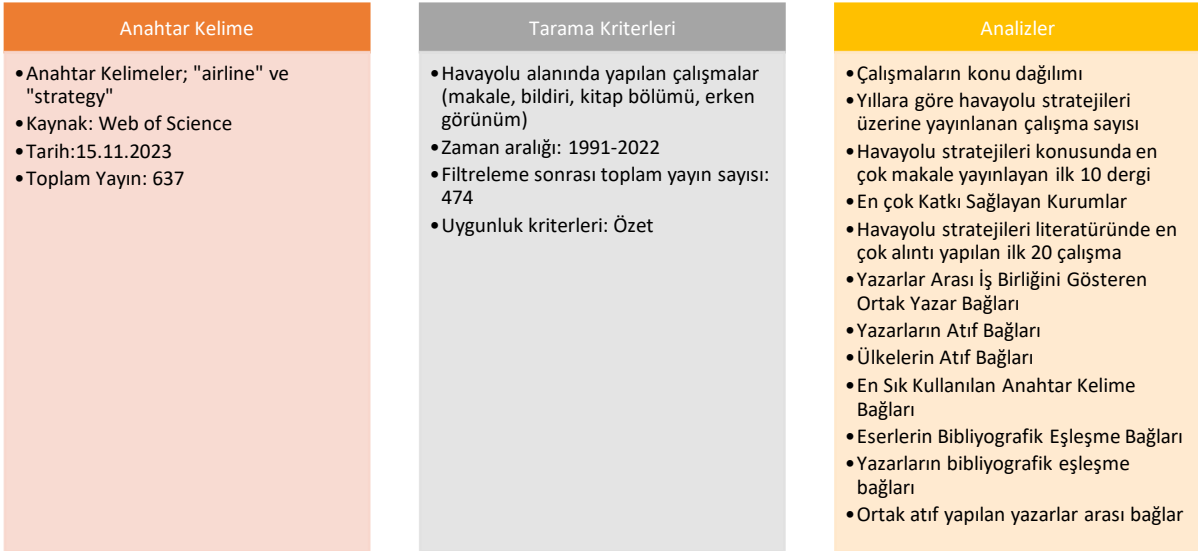 Anahtar Kelime
•Anahtar Kelimeler; "airline" ve
"strategy"
•Kaynak: Web of Science
•Tarih:15.11.2023
•Toplam Yayın: 637
Tarama Kriterleri
•Havayolu alanında yapılan çalışmalar
(makale, bildiri, kitap bölümü, erken
görünüm)
•Zaman aralığı: 1991-2022
•Filtreleme sonrası toplam yayın sayısı:
474
•Uygunluk kriterleri: Özet
Analizler
•Çalışmaların konu dağılımı
•Yıllara göre havayolu stratejileri
üzerine yayınlanan çalışma sayısı
•Havayolu stratejileri konusunda en
çok makale yayınlayan ilk 10 dergi
•En çok Katkı Sağlayan Kurumlar
•Havayolu stratejileri literatüründe en
çok alıntı yapılan ilk 20 çalışma
•Yazarlar Arası İş Birliğini Gösteren
Ortak Yazar Bağları
•Yazarların Atıf Bağları
•Ülkelerin Atıf Bağları
•En Sık Kullanılan Anahtar Kelime
Bağları
•Eserlerin Bibliyografik Eşleşme Bağları
•Yazarların bibliyografik eşleşme
bağları
•Ortak atıf yapılan yazarlar arası bağlar